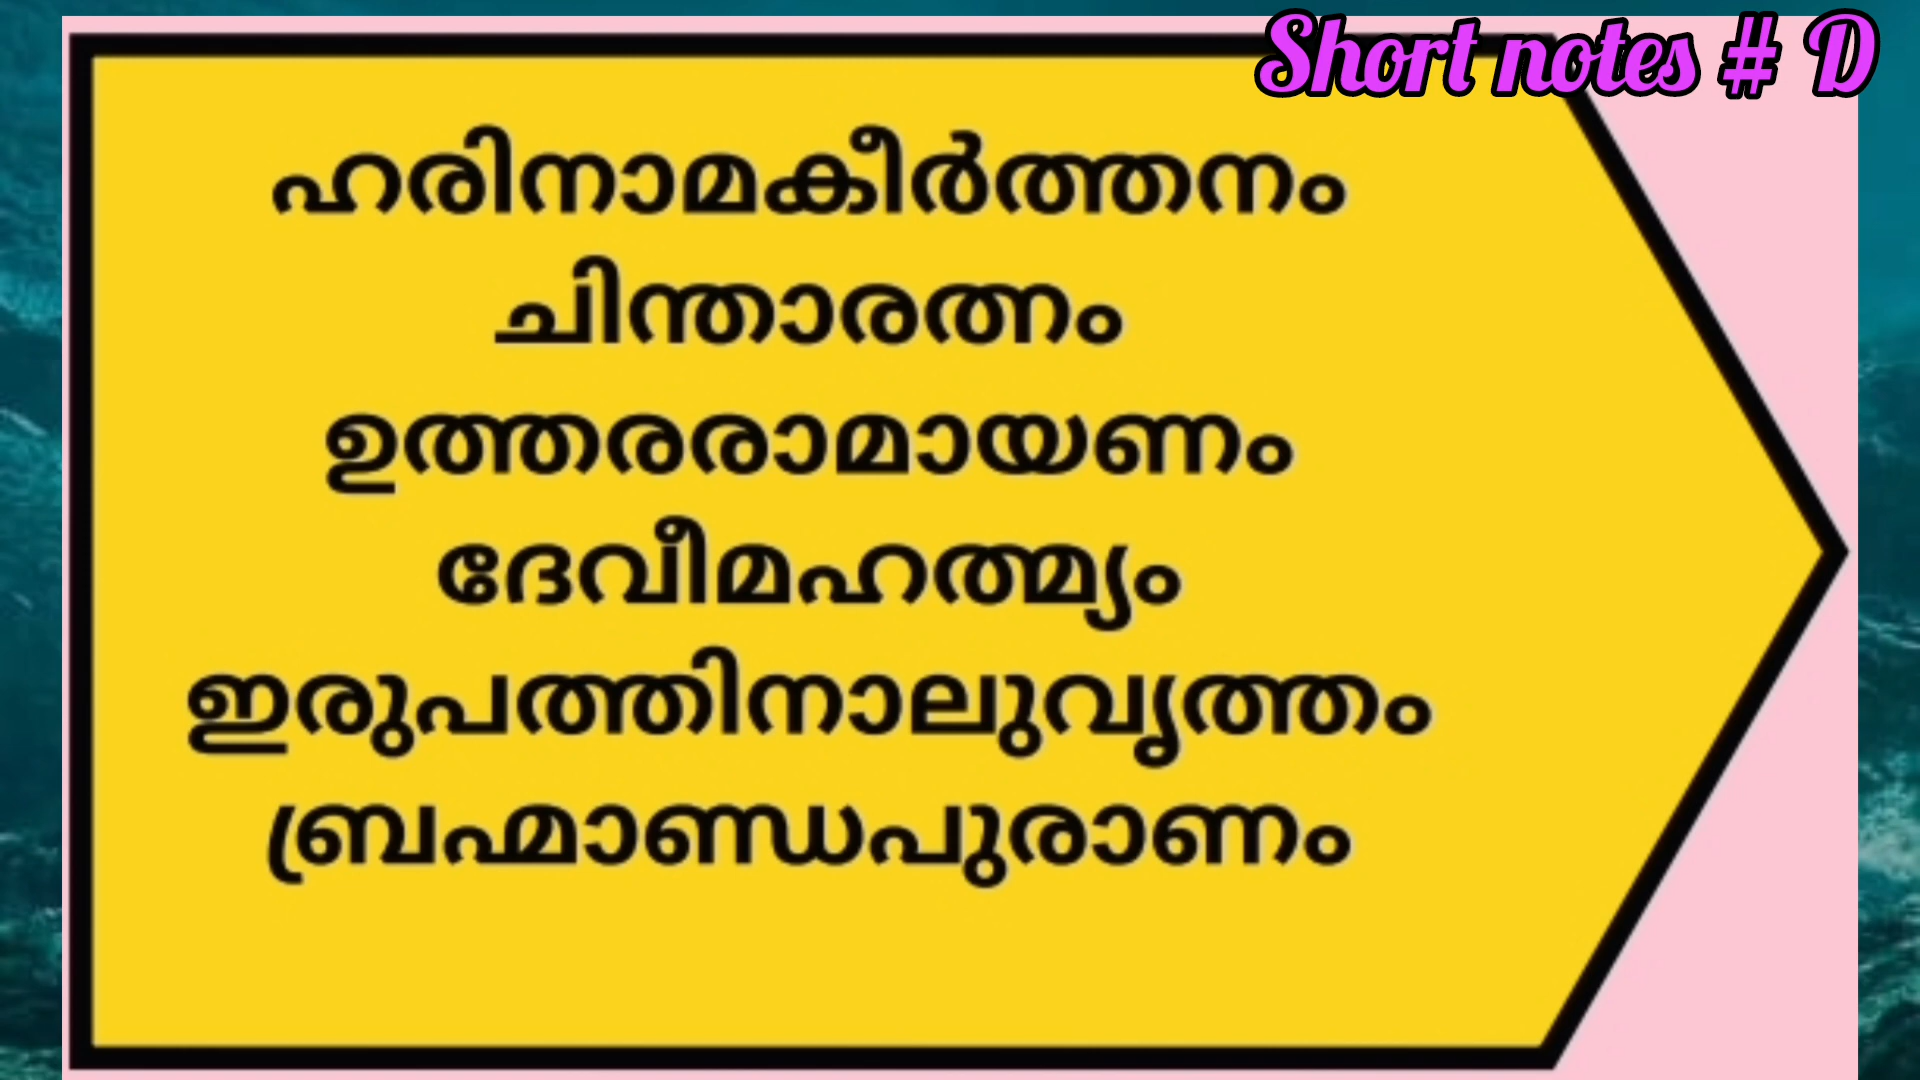 Short notes # D
ഹരിനാമകീർത്തനം
ചിന്താരത്നം
ഉത്തരരാമായണം
ദേവീമഹത്മ്യം
ഇരുപത്തിനാലുവൃത്തം
ബ്രഹ്മാണ്ഡപുരാണം